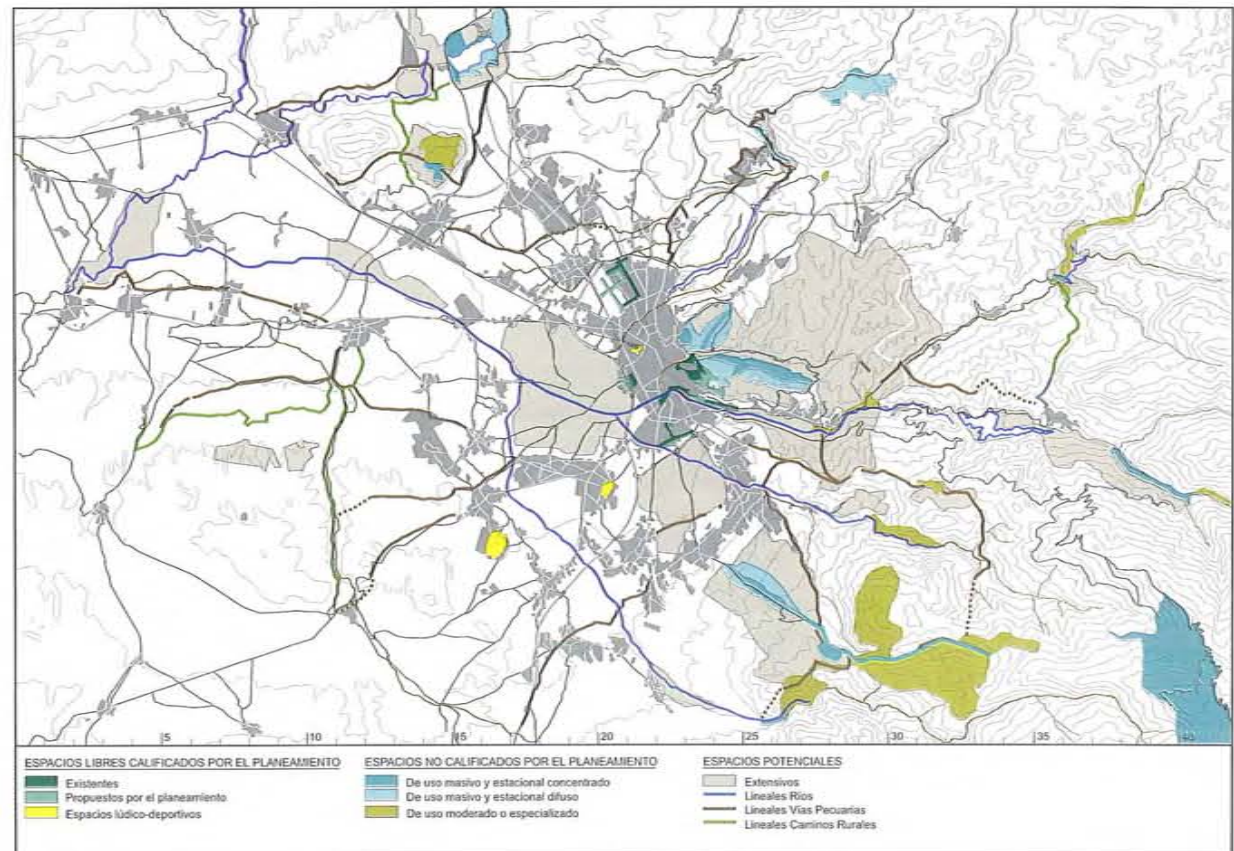 5 10 15 20 25 30 35 40
ESPACIOS LIBRES CALIFICADOS POR EL PLANEAMIENTO
Existentes
Propuestos por el planeamiento
Espacios lúdico-deportivos
ESPACIOS NO CALIFICADOS POR EL PLANEAMIENTO
De uso masivo y estacional concentrado
De uso masivo y estacional difuso
De uso moderado o especializado
ESPACIOS POTENCIALES
Extensivos
Lineales Ríos
Lineales Vías Pecuarias
Lineales Caminos Rurales